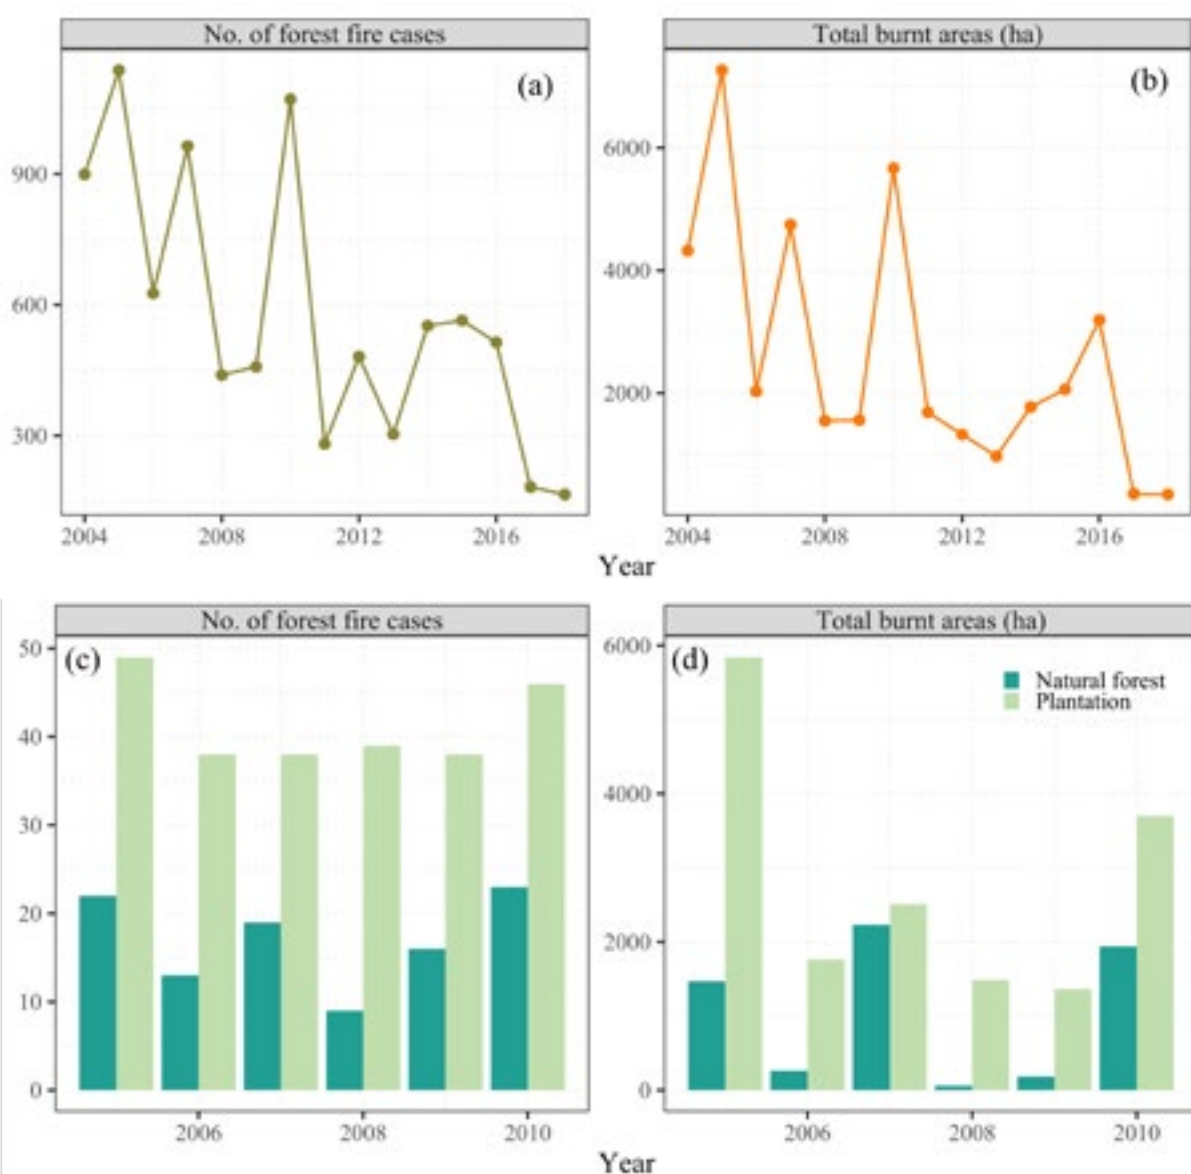 No. of forest fire cases
Total burnt areas (ha)
(a)
(b)
900
600
300
6000
4000
2000
2004 2008 2012 2016
2004 2008 2012 2016
Year
No. of forest fire cases
Total burnt areas (ha)
(c)
(d)
Natural forest
Plantation
50
40
30
20
10
0
6000
4000
2000
0
2006 2008 2010
2006 2008 2010
Year